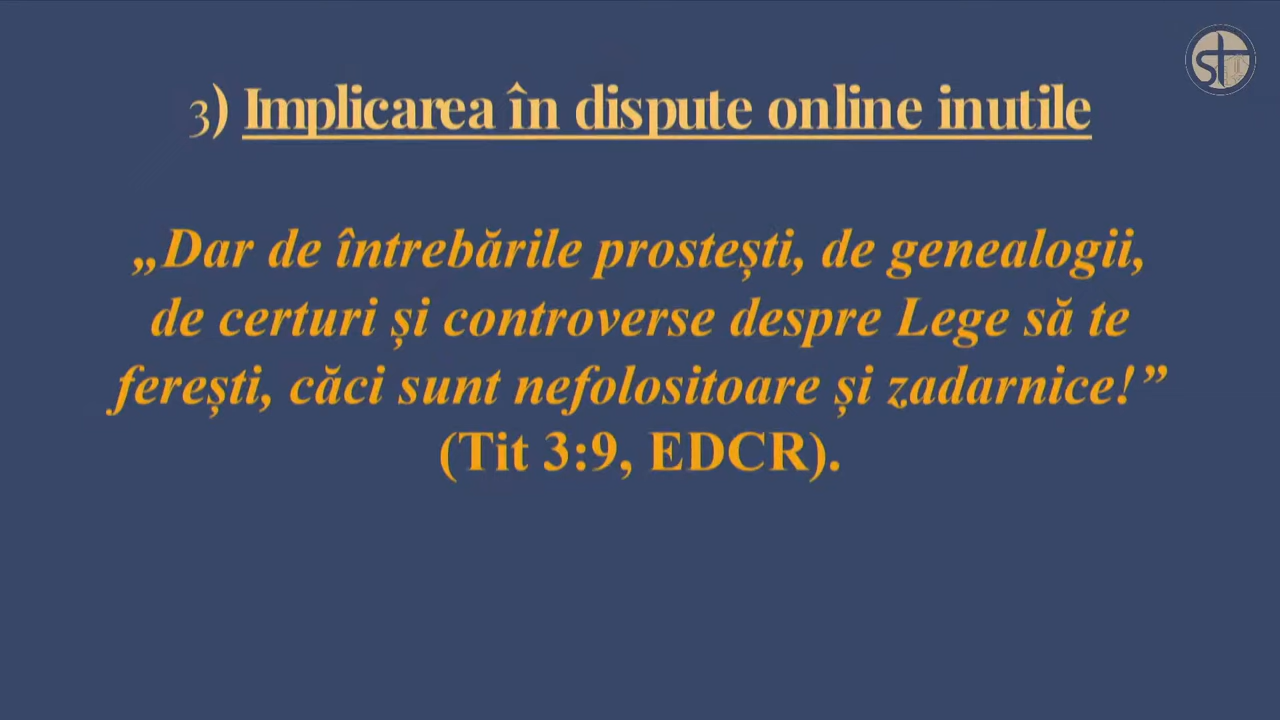 3) Implicarea în dispute online inutile
„Dar de întrebările prostești, de genealogii,
de certuri și controverse despre Lege să te
ferești, căci sunt nefolositoare și zadarnice!”
(Tit 3:9, EDCR).